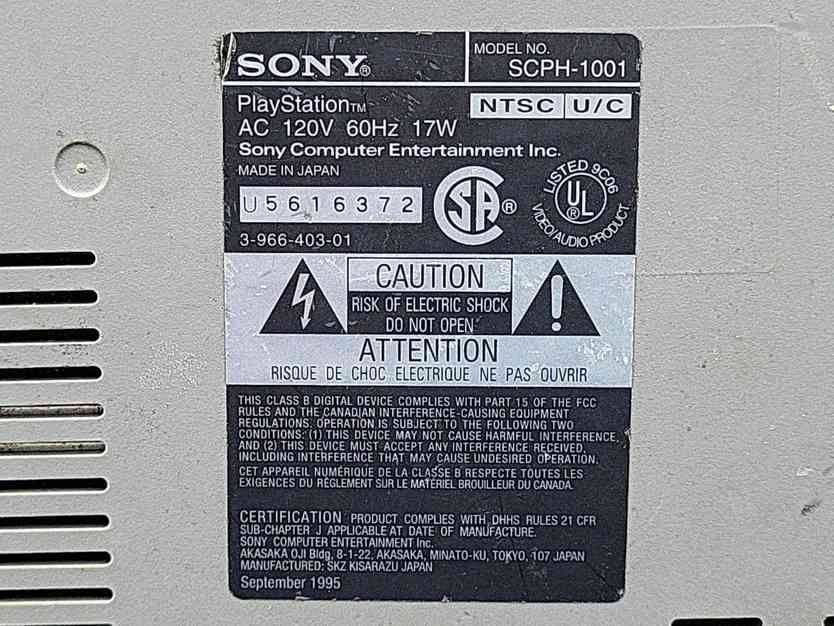 SONY®
MODEL NO.
SCPH-1001
PlayStation™
NTSC U/C
AC 120V 60Hz 17W
Sony Computer Entertainment Inc.
MADE IN JAPAN
U5616372
3-966-403-01
CSA®
LISTED 9C06
UL®
VIDEO/AUDIO PRODUCT
CAUTION
RISK OF ELECTRIC SHOCK
DO NOT OPEN
ATTENTION
RISQUE DE CHOC ELECTRIQUE NE PAS OUVRIR
THIS CLASS B DIGITAL DEVICE COMPLIES WITH PART 15 OF THE FCC
RULES AND THE CANADIAN INTERFERENCE-CAUSING EQUIPMENT
REGULATIONS. OPERATION IS SUBJECT TO THE FOLLOWING TWO
CONDITIONS: (1) THIS DEVICE MAY NOT CAUSE HARMFUL INTERFERENCE,
AND (2) THIS DEVICE MUST ACCEPT ANY INTERFERENCE RECEIVED,
INCLUDING INTERFERENCE THAT MAY CAUSE UNDESIRED OPERATION.
CET APPAREIL NUMÉRIQUE DE LA CLASSE B RESPECTE TOUTES LES
EXIGENCES DU RÈGLEMENT SUR LE MATÉRIEL BROUILLEUR DU CANADA.
CERTIFICATION PRODUCT COMPLIES WITH DHHS RULES 21 CFR
SUB-CHAPTER J APPLICABLE AT DATE OF MANUFACTURE.
SONY COMPUTER ENTERTAINMENT Inc.
AKASAKA OJI Bldg, 8-1-22, AKASAKA, MINATO-KU, TOKYO, 107 JAPAN
MANUFACTURED: SKZ KISARAZU JAPAN
September 1995